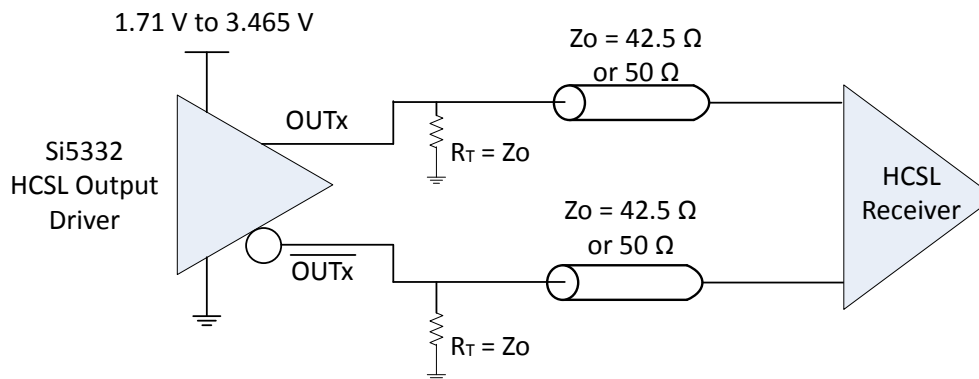 1.71 V to 3.465 V
Si5332
HCSL Output
Driver
OUTx
OUTx
RT = Zo
RT = Zo
Zo = 42.5 Ω
or 50 Ω
Zo = 42.5 Ω
or 50 Ω
HCSL
Receiver